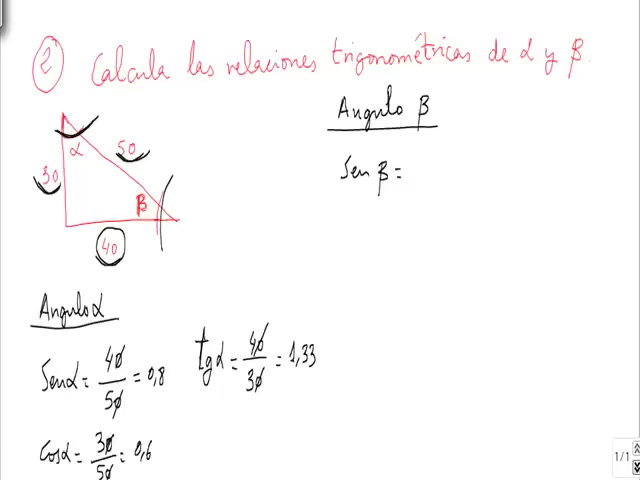 2 Calcula las relaciones trigonométricas de α y β.
Angulo β
α
50
30
β
40
Sen β =
Angulo α
Sen α = 40/50 = 0,8
tg α = 40/30 = 1,33
Cos α = 30/50 = 0,6
1/1